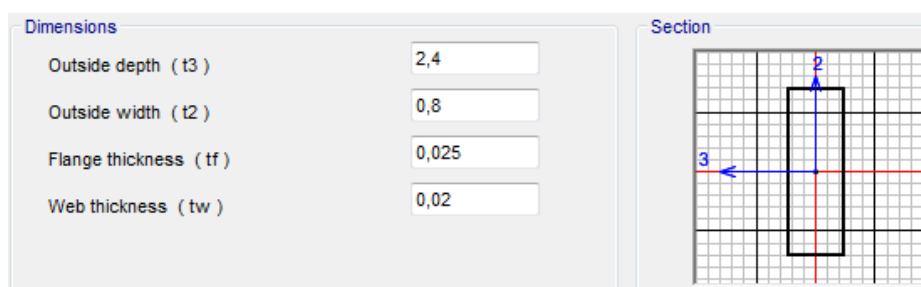 Dimensions
Outside depth ( t3 ) 2,4
Outside width ( t2 ) 0,8
Flange thickness ( tf ) 0,025
Web thickness ( tw ) 0,02
Section
2
3